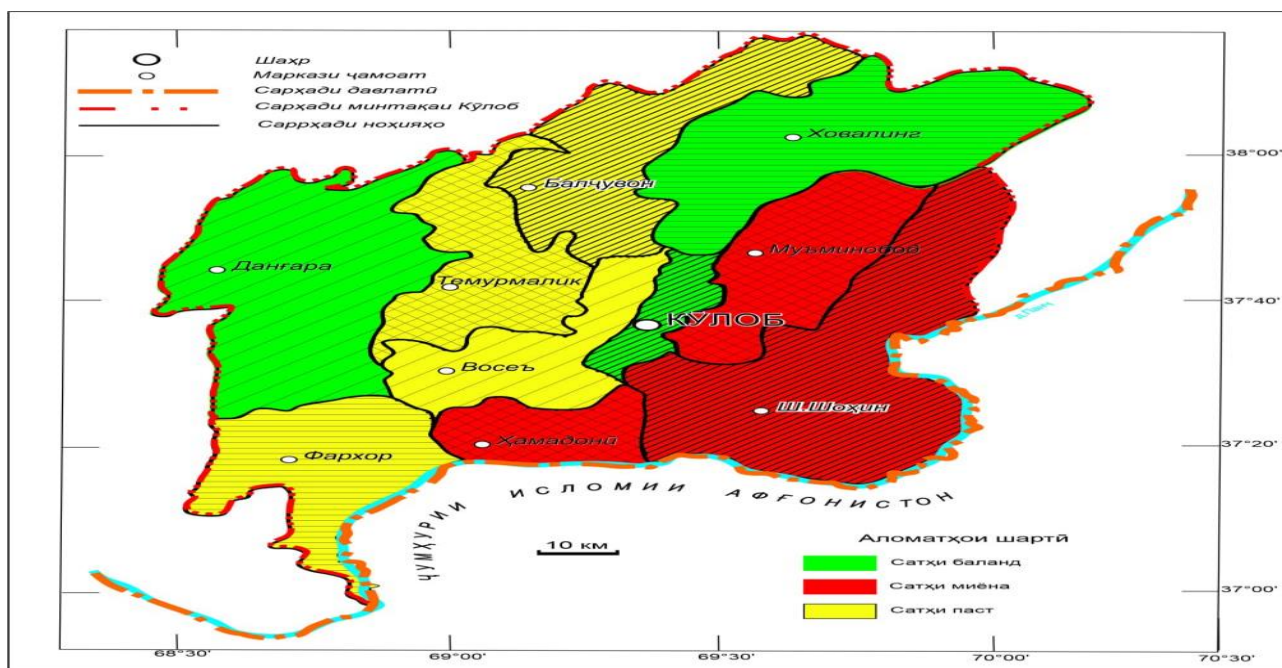 Шаҳр
Маркази ҷамоат
Сарҳади давлатӣ
Сарҳади минтақаи Кӯлоб
Саррҳади ноҳияҳо
Ховалинг
38°00'
Балҷувон
Муъминобод
Данғара
Темурмалик
37°40'
КӮЛОБ
д.Панҷ
Восеъ
Ш.Шоҳин
Ҳамадонӣ
37°20'
Фархор
ҶУМҲУРИИ ИСЛОМИИ АФҒОНИСТОН
10 км
Аломатҳои шартӣ
Сатҳи баланд
Сатҳи миёна
37°00'
Сатҳи паст
68°30' 69°00' 69°30' 70°00' 70°30'